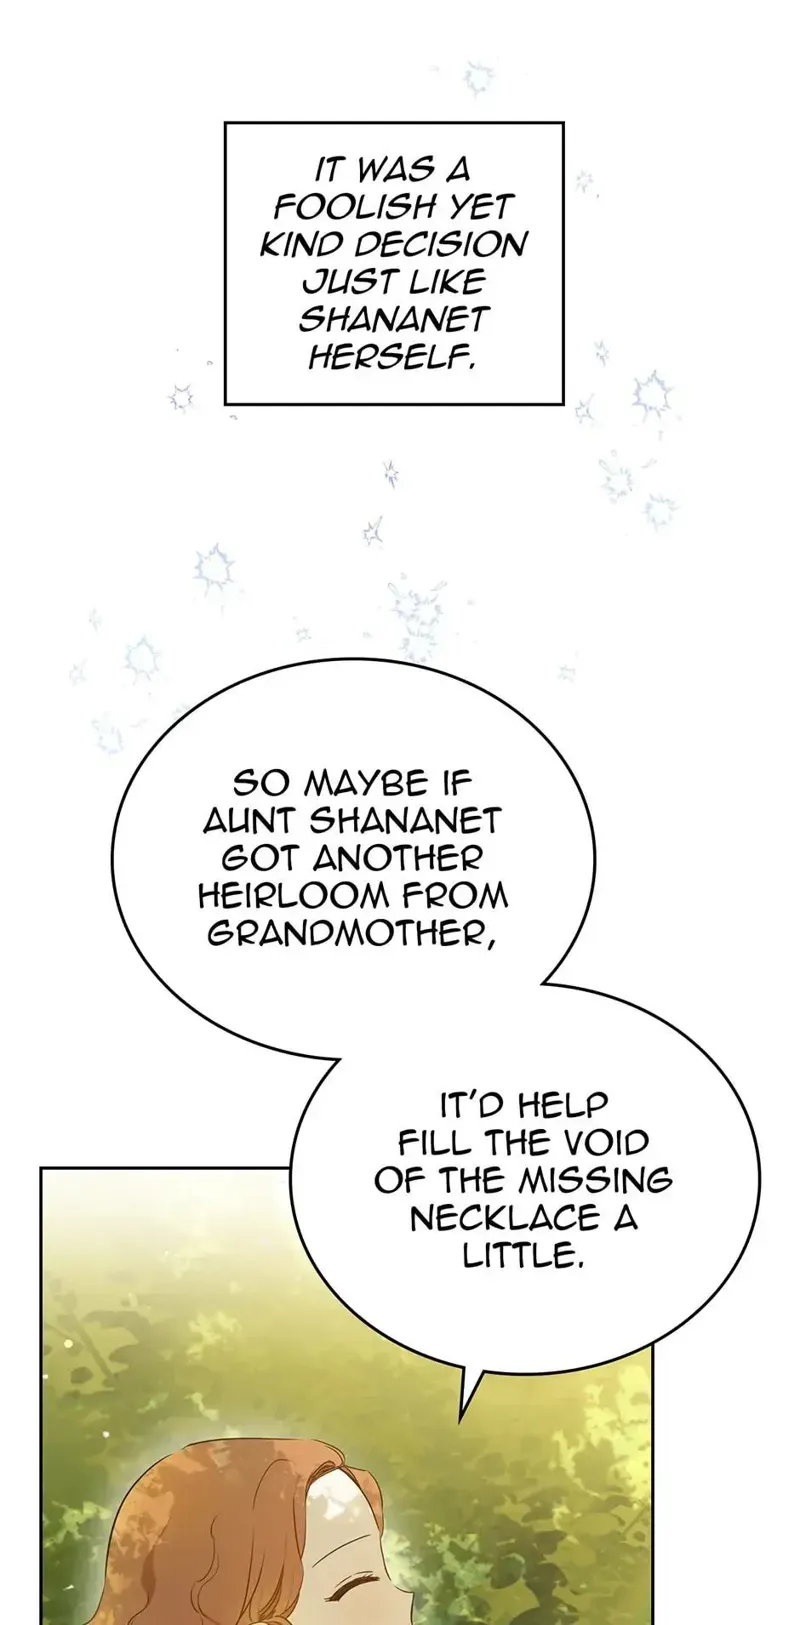 IT WAS A
FOOLISH YET
KIND DECISION
JUST LIKE
SHANANET
HERSELF.
SO MAYBE IF
AUNT SHANANET
GOT ANOTHER
HEIRLOOM FROM
GRANDMOTHER,
IT'D HELP
FILL THE VOID
OF THE MISSING
NECKLACE A
LITTLE.